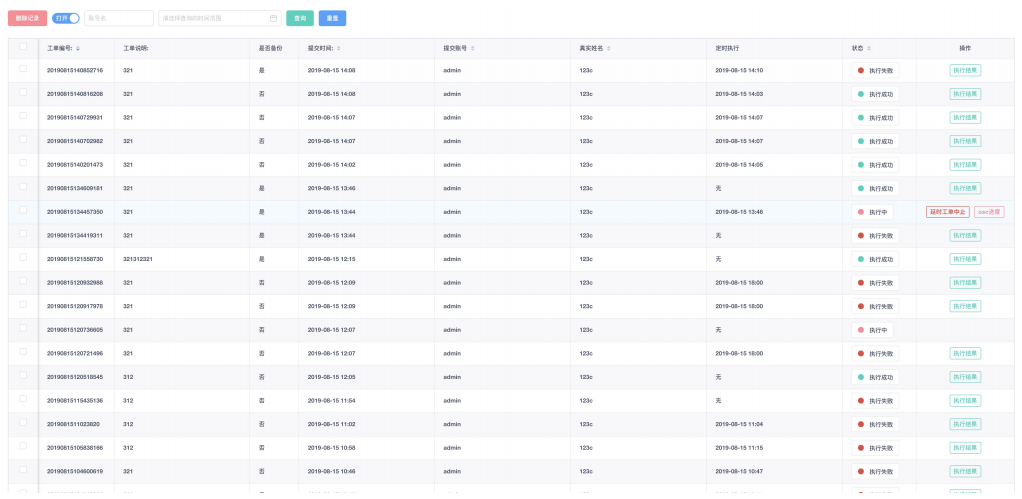 删除记录 打开 账号名 请选择查询的时间范围 查询 重置
工单编号: 工单说明: 是否备份 提交时间: 提交账号 真实姓名 定时执行 状态 操作
20190815140852716 321 是 2019-08-15 14:08 admin 123c 2019-08-15 14:10 执行失败 执行结果
20190815140816208 321 否 2019-08-15 14:08 admin 123c 2019-08-15 14:03 执行成功 执行结果
20190815140729931 321 否 2019-08-15 14:07 admin 123c 2019-08-15 14:07 执行成功 执行结果
20190815140702982 321 否 2019-08-15 14:07 admin 123c 2019-08-15 14:07 执行成功 执行结果
20190815140201473 321 否 2019-08-15 14:02 admin 123c 2019-08-15 14:05 执行成功 执行结果
20190815134609181 321 是 2019-08-15 13:46 admin 123c 无 执行成功 执行结果
20190815134457350 321 是 2019-08-15 13:44 admin 123c 2019-08-15 13:46 执行中 延时工单中止 osc进度
20190815134419311 321 是 2019-08-15 13:44 admin 123c 无 执行失败 执行结果
20190815121558730 321312321 是 2019-08-15 12:15 admin 123c 无 执行成功 执行结果
20190815120932988 321 否 2019-08-15 12:09 admin 123c 2019-08-15 18:00 执行失败 执行结果
20190815120917978 321 否 2019-08-15 12:09 admin 123c 2019-08-15 18:00 执行失败 执行结果
20190815120736605 321 否 2019-08-15 12:07 admin 123c 无 执行中
20190815120721496 321 否 2019-08-15 12:07 admin 123c 2019-08-15 18:00 执行失败 执行结果
20190815120518545 312 否 2019-08-15 12:05 admin 123c 无 执行成功 执行结果
20190815115435136 312 否 2019-08-15 11:54 admin 123c 无 执行失败 执行结果
2019081511023820 312 否 2019-08-15 11:02 admin 123c 2019-08-15 11:04 执行失败 执行结果
20190815105838166 312 否 2019-08-15 10:58 admin 123c 2019-08-15 11:15 执行失败 执行结果
20190815104600619 321 否 2019-08-15 10:46 admin 123c 2019-08-15 10:47 执行失败 执行结果